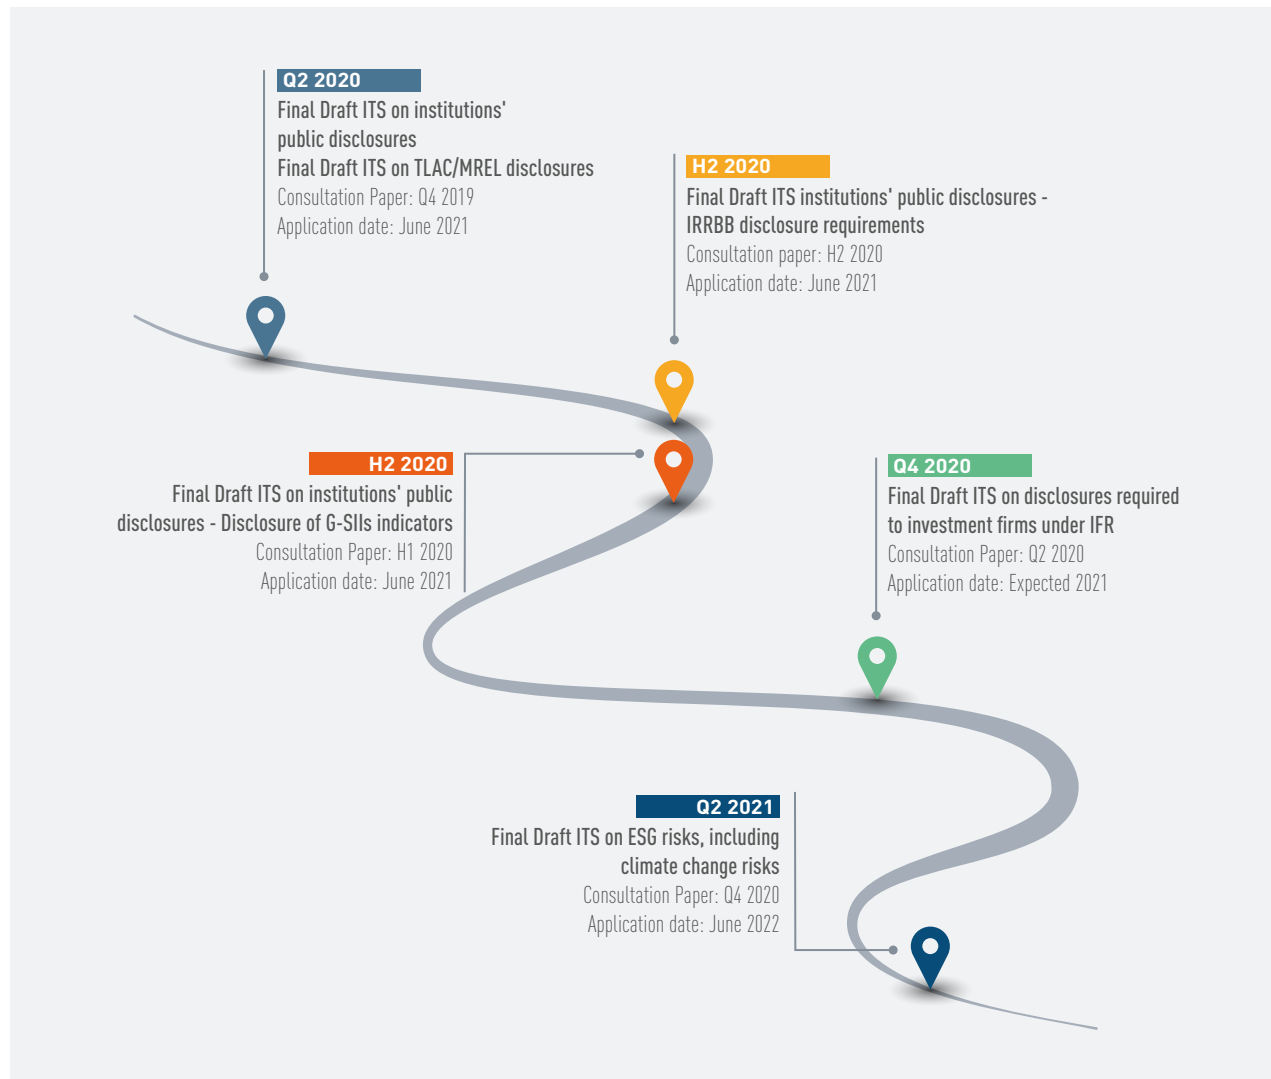 Q2 2020
Final Draft ITS on institutions'
public disclosures
Final Draft ITS on TLAC/MREL disclosures
Consultation Paper: Q4 2019
Application date: June 2021
H2 2020
Final Draft ITS institutions' public disclosures -
IRRBB disclosure requirements
Consultation paper: H2 2020
Application date: June 2021
H2 2020
Final Draft ITS on institutions' public
disclosures - Disclosure of G-SIIs indicators
Consultation Paper: H1 2020
Application date: June 2021
Q4 2020
Final Draft ITS on disclosures required
to investment firms under IFR
Consultation Paper: Q2 2020
Application date: Expected 2021
Q2 2021
Final Draft ITS on ESG risks, including
climate change risks
Consultation Paper: Q4 2020
Application date: June 2022